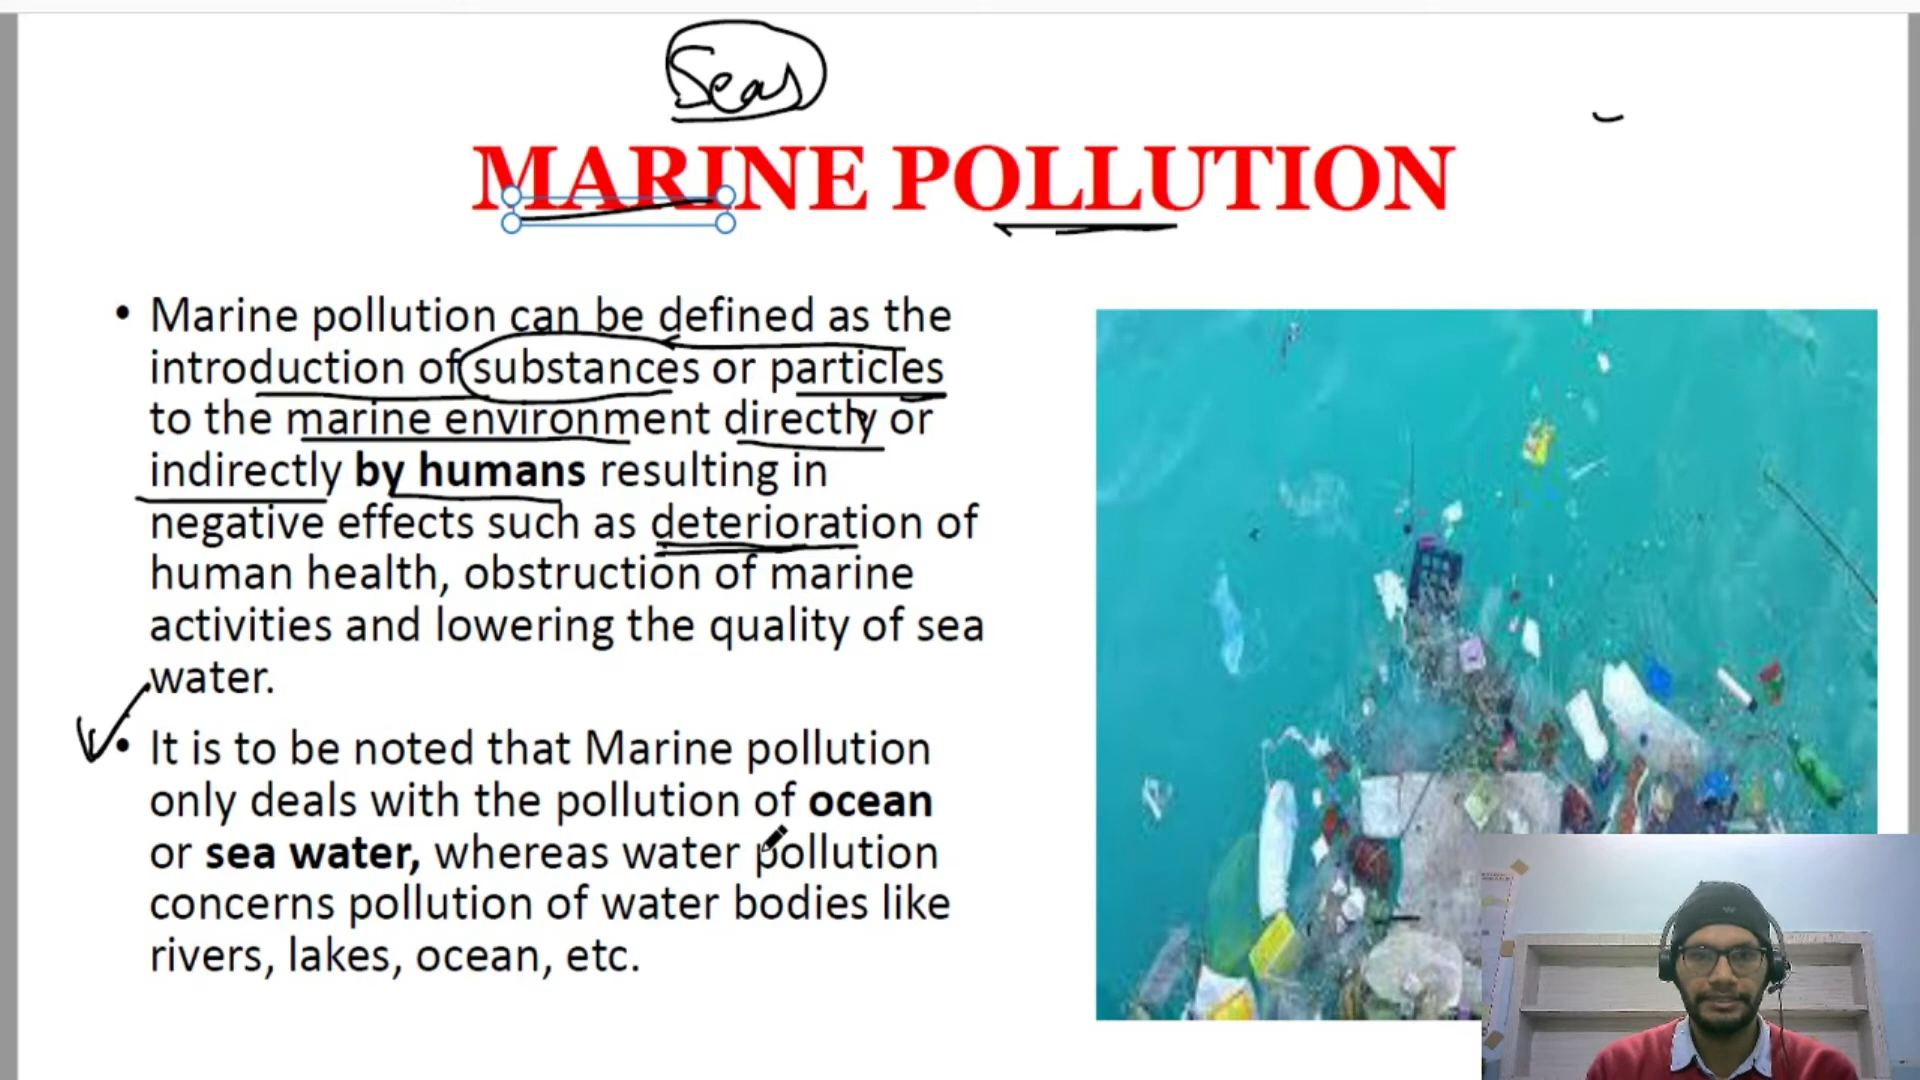 Seas
MARINE POLLUTION
• Marine pollution can be defined as the
introduction of substances or particles
to the marine environment directly or
indirectly by humans resulting in
negative effects such as deterioration of
human health, obstruction of marine
activities and lowering the quality of sea
water.
• It is to be noted that Marine pollution
only deals with the pollution of ocean
or sea water, whereas water pollution
concerns pollution of water bodies like
rivers, lakes, ocean, etc.